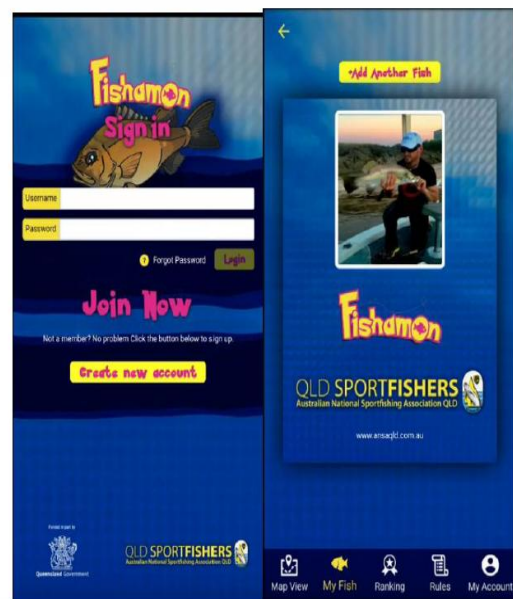 Fishamon
Sign in
Username
Password
? Forgot Password Login
Join Now
Not a member? No problem Click the button below to sign up.
Create new account
Queensland Government
QLD SPORTFISHERS
Australian National Sportfishing Association QLD
+Add Another Fish
Fishamon
QLD SPORTFISHERS
Australian National Sportfishing Association QLD
www.ansaqld.com.au
Map View My Fish Ranking Rules My Account